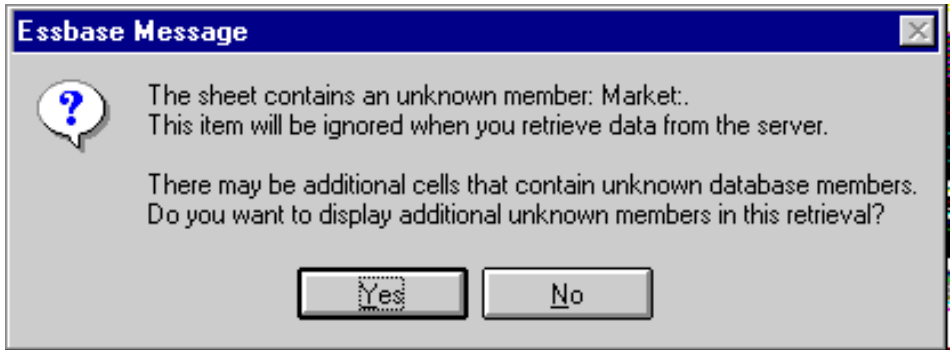 Essbase Message
The sheet contains an unknown member: Market:.
This item will be ignored when you retrieve data from the server.
There may be additional cells that contain unknown database members.
Do you want to display additional unknown members in this retrieval?
Yes
No